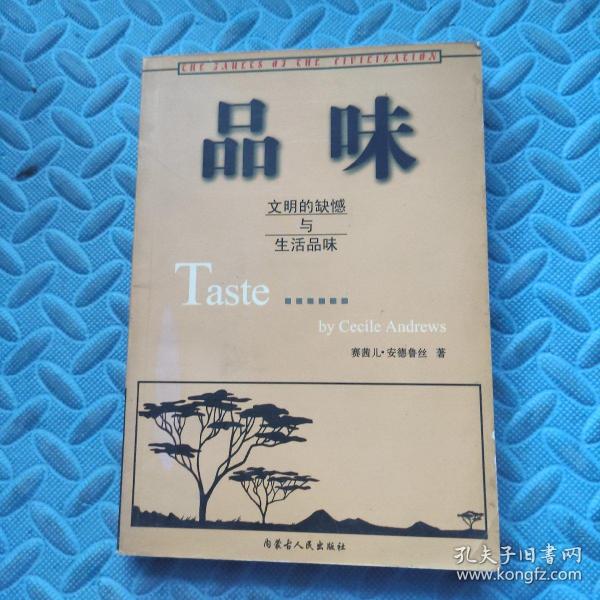 THE FAULTS OF THE CIVILIZATION
品味
文明的缺憾
与
生活品味
Taste ......
by Cecile Andrews
赛茜儿·安德鲁丝 著
内蒙古人民出版社
孔夫子旧书网
www.kongfz.com